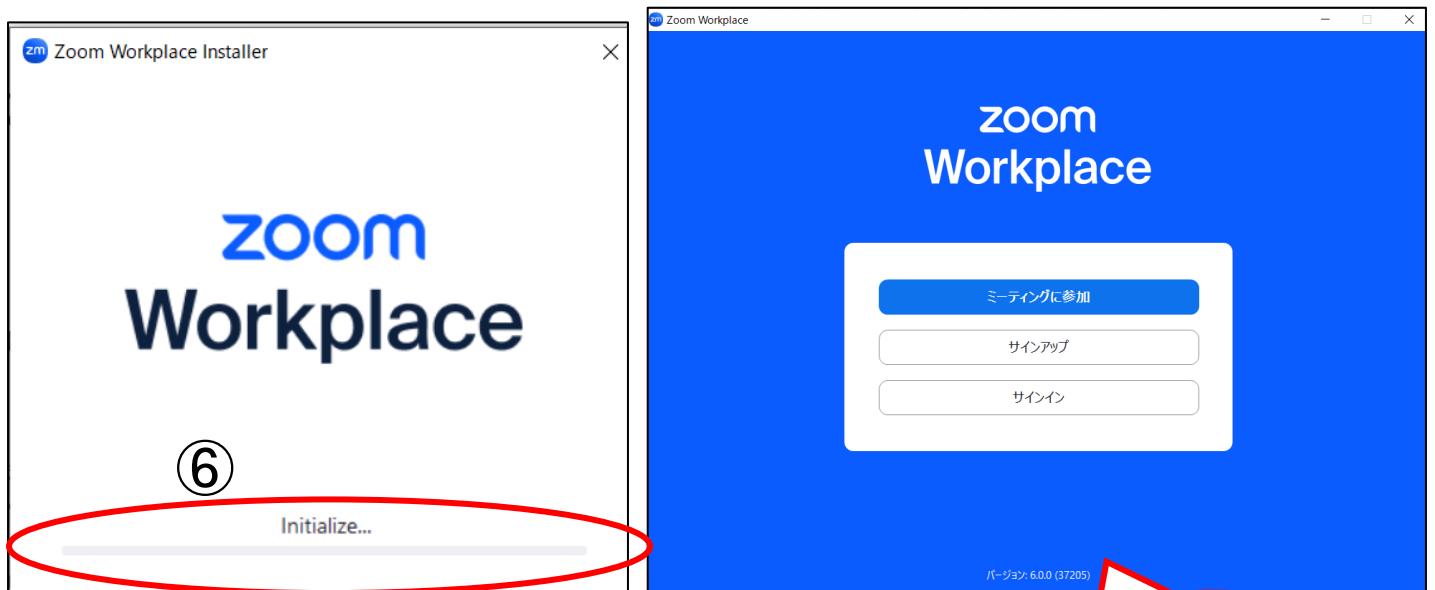 zm Zoom Workplace Installer
zoom
Workplace
⑥
Initialize...
zm Zoom Workplace
zoom
Workplace
ミーティングに参加
サインアップ
サインイン
バージョン: 6.0.0 (37205)